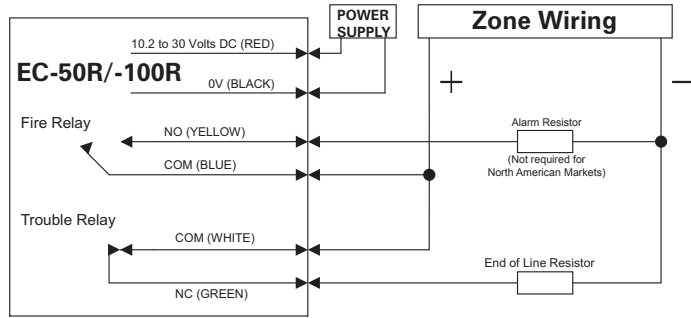 POWER
SUPPLY
Zone Wiring
10.2 to 30 Volts DC (RED)
EC-50R/-100R
0V (BLACK)
+
−
Fire Relay
NO (YELLOW)
Alarm Resistor
(Not required for
North American Markets)
COM (BLUE)
Trouble Relay
COM (WHITE)
End of Line Resistor
NC (GREEN)